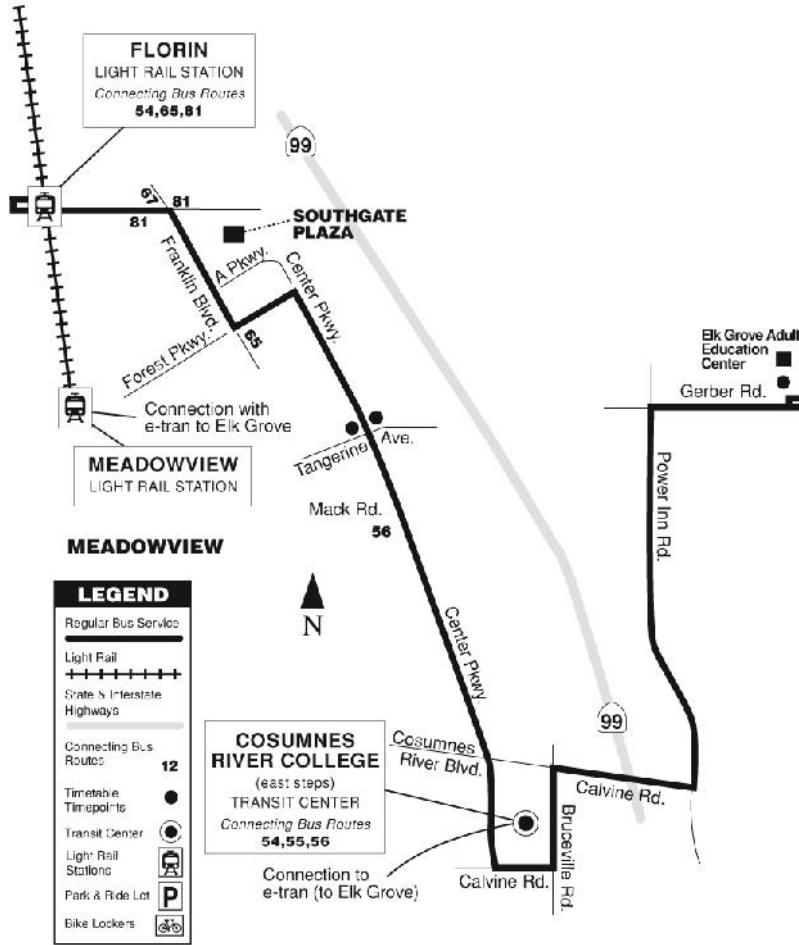 FLORIN
LIGHT RAIL STATION
Connecting Bus Routes
54,65,81
99
67
81
81
SOUTHGATE
PLAZA
A Pkwy.
Center Pkwy.
Franklin Blvd.
65
Forest Pkwy.
Elk Grove Adult
Education
Center
Gerber Rd.
Connection with
e-tran to Elk Grove
Tangerine Ave.
MEADOWVIEW
LIGHT RAIL STATION
Power Inn Rd.
Mack Rd.
56
MEADOWVIEW
N
LEGEND
Regular Bus Service
Light Rail
State & Interstate
Highways
Connecting Bus
Routes 12
Timetable
Timepoints
Transit Center
Light Rail
Stations
Park & Ride Lot P
Bike Lockers
Center Pkwy.
99
COSUMNES
RIVER COLLEGE
(east steps)
TRANSIT CENTER
Connecting Bus Routes
54,55,56
Cosumnes
River Blvd.
Calvine Rd.
Bruceville Rd.
Connection to
e-tran (to Elk Grove)
Calvine Rd.